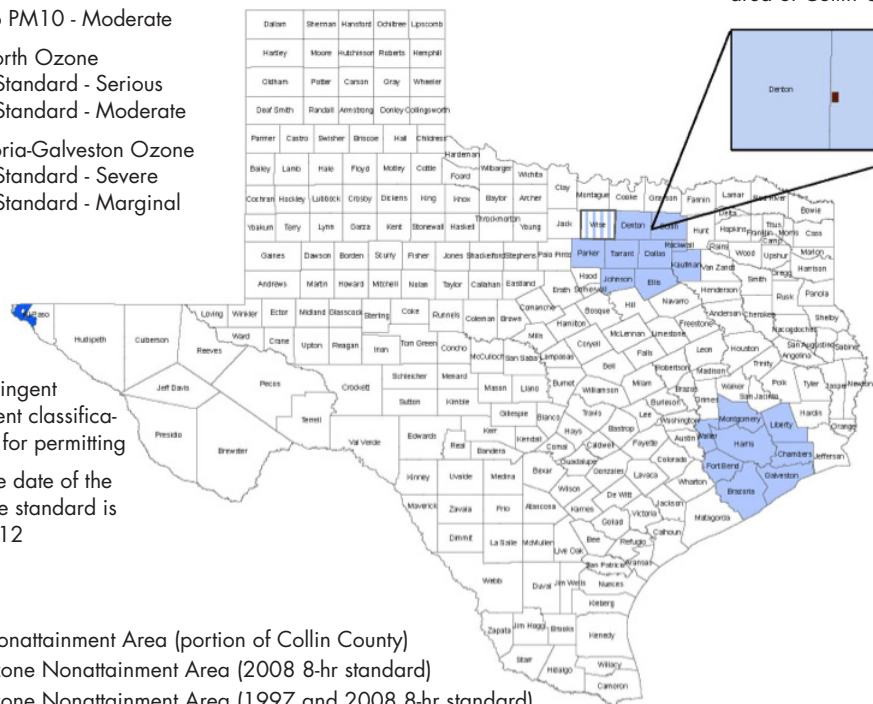 PM10 - Moderate
area of Collin
orth Ozone
Standard - Serious
Standard - Moderate
oria-Galveston Ozone
Standard - Severe
Standard - Marginal
Denton
Dallam Sherman Hansford Ochiltree Lipscomb
Hartley Moore Hutchinson Roberts Hemphill
Oldham Potter Carson Gray Wheeler
Deaf Smith Randall Armstrong Donley Collingsworth
Parmer Castro Swisher Briscoe Hall Childress
Hardeman
Bailey Lamb Hale Floyd Motley Cottle Foard Wilbarger Wichita
Clay Montague Cooke Grayson Fannin Lamar Red River Bowie
Cochran Hockley Lubbock Crosby Dickens King Knox Baylor Archer
Delta Titus Franklin Morris Cass
Yoakum Terry Lynn Garza Kent Stonewall Haskell Throckmorton Young Jack Wise Denton Collin Hunt Hopkins Camp
Rockwall Rains Wood Upshur Marion
Gaines Dawson Borden Scurry Fisher Jones Shackelford Stephens Palo Pinto Parker Tarrant Dallas Kaufman Van Zandt Gregg Harrison
Andrews Martin Howard Mitchell Nolan Taylor Callahan Eastland Erath Hood Somervell Johnson Ellis Henderson Smith Rusk Panola
El Paso Hudspeth Culberson Loving Winkler Ector Midland Glasscock Sterling Coke Runnels Coleman Brown Comanche Bosque Hill Navarro Anderson Cherokee Shelby
Reeves Ward Crane Upton Reagan Irion Tom Green Concho McCulloch San Saba Mills Hamilton Lampasas Coryell McLennan Limestone Freestone Nacogdoches
Falls Leon Houston San Augustine Sabine Angelina
Bell Robertson Madison Trinity
Jeff Davis Pecos Crockett Schleicher Menard Mason Llano Burnet Williamson Milam Brazos Walker Polk Tyler Jasper Newton
Grimes San Jacinto
Sutton Kimble Burleson
Terrell Gillespie Blanco Travis Lee Washington Montgomery Liberty Hardin
Presidio Brewster Val Verde Edwards Kerr Kendall Hays Bastrop Austin Waller Harris Orange
Real Bandera Comal Caldwell Fayette Chambers Jefferson
Guadalupe Colorado Fort Bend Galveston
Kinney Uvalde Medina Bexar Gonzales Lavaca Wharton Brazoria
Wilson De Witt
Maverick Zavala Frio Atascosa Karnes Jackson Matagorda
Goliad Victoria Calhoun
Dimmit La Salle McMullen Live Oak Bee Refugio
San Patricio Aransas
Webb Duval Jim Wells Nueces
Kleberg
Zapata Jim Hogg Brooks Kenedy
Starr Hidalgo Willacy
Cameron
ingent
ent classifica-
for permitting
e date of the
e standard is
12
onattainment Area (portion of Collin County)
zone Nonattainment Area (2008 8-hr standard)
zone Nonattainment Area (1997 and 2008 8-hr standard)